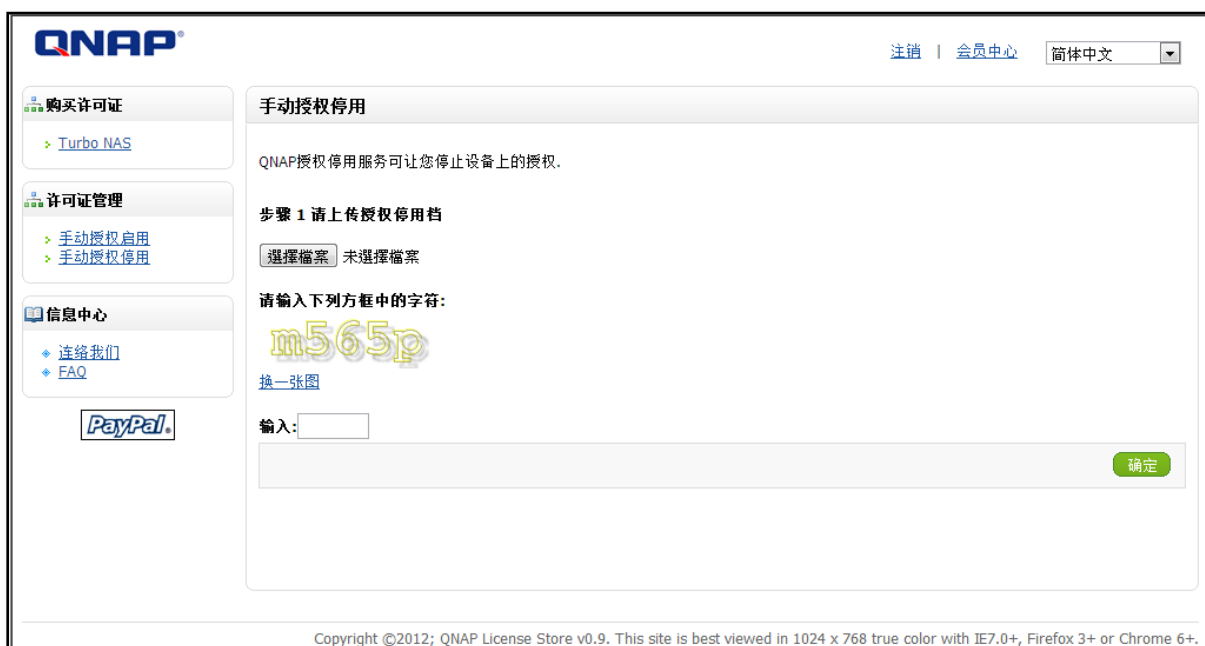 QNAP
注销 | 会员中心 简体中文
购买许可证
Turbo NAS
许可证管理
手动授权启用
手动授权停用
信息中心
连络我们
FAQ
PayPal.
手动授权停用
QNAP授权停用服务可让您停止设备上的授权.
步骤 1 请上传授权停用档
選擇檔案 未選擇檔案
请输入下列方框中的字符:
m565p
换一张图
输入:
确定
Copyright ©2012; QNAP License Store v0.9. This site is best viewed in 1024 x 768 true color with IE7.0+, Firefox 3+ or Chrome 6+.